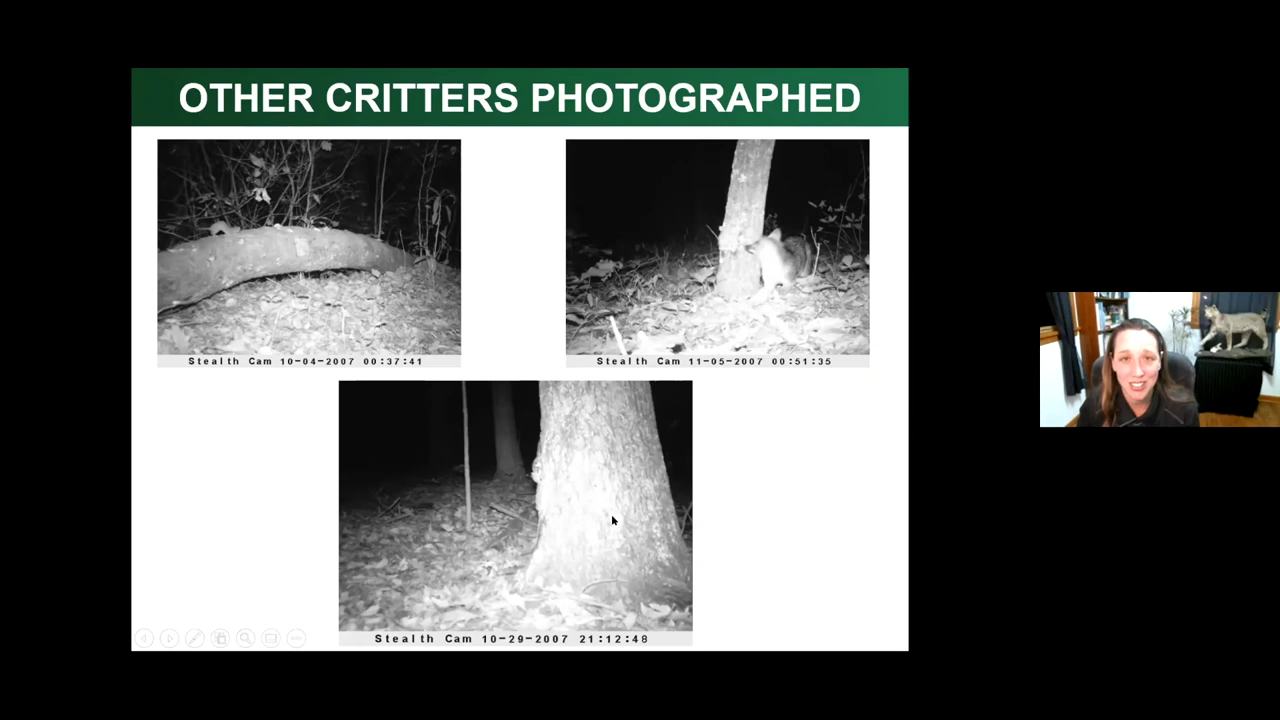 OTHER CRITTERS PHOTOGRAPHED
Stealth Cam 10-04-2007 00:37:41
Stealth Cam 11-05-2007 00:51:35
Stealth Cam 10-29-2007 21:12:48